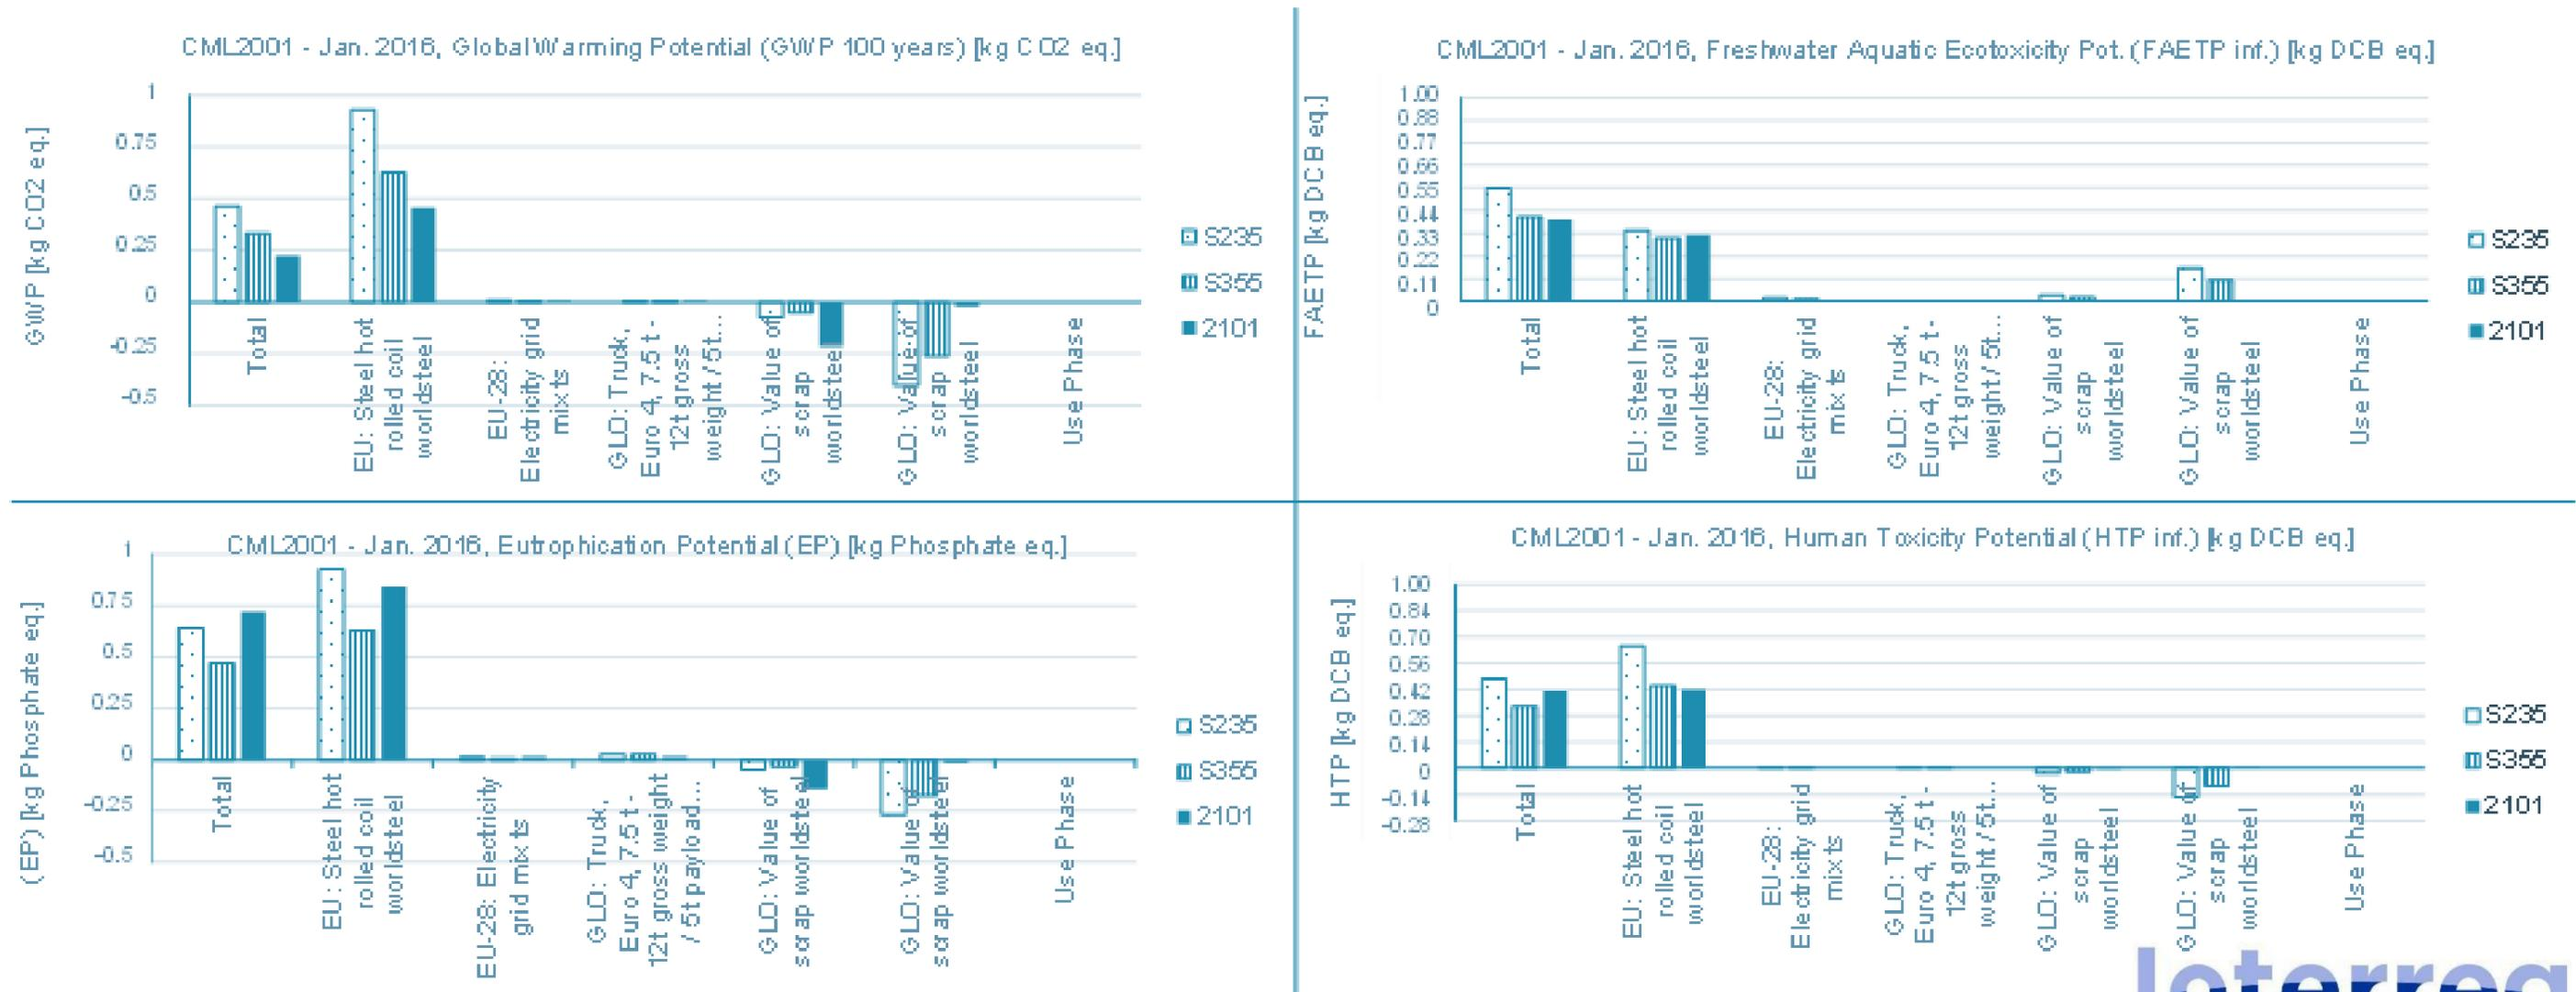 CML2001 - Jan. 2016, Global Warming Potential (GWP 100 years) [kg CO2 eq.]
GWP [kg CO2 eq.]
1
0.75
0.5
0.25
0
-0.25
-0.5
Total
EU: Steel hot
rolled coil
worldsteel
EU-28:
Electricity grid
mix ts
GLO: Truck,
Euro 4, 7.5 t -
12t gross
weight / 5t...
GLO: Value of
scrap
worldsteel
GLO: Value of
scrap
worldsteel
Use Phase
S235
S355
2101
CML2001 - Jan. 2016, Freshwater Aquatic Ecotoxicity Pot. (FAETP inf.) [kg DCB eq.]
FAETP [kg DCB eq.]
1.00
0.88
0.77
0.66
0.55
0.44
0.33
0.22
0.11
0
Total
EU: Steel hot
rolled coil
worldsteel
EU-28:
Electricity grid
mix ts
GLO: Truck,
Euro 4, 7.5 t -
12t gross
weight / 5t...
GLO: Value of
scrap
worldsteel
GLO: Value of
scrap
worldsteel
Use Phase
S235
S355
2101
CML2001 - Jan. 2016, Eutrophication Potential (EP) [kg Phosphate eq.]
(EP) [kg Phosphate eq.]
1
0.75
0.5
0.25
0
-0.25
-0.5
Total
EU: Steel hot
rolled coil
worldsteel
EU-28: Electricity
grid mix ts
GLO: Truck,
Euro 4, 7.5 t -
12t gross weight
/ 5t payload...
GLO: Value of
scrap worldsteel
GLO: Value of
scrap worldsteel
Use Phase
S235
S355
2101
CML2001 - Jan. 2016, Human Toxicity Potential (HTP inf.) [kg DCB eq.]
HTP [kg DCB eq.]
1.00
0.84
0.70
0.56
0.42
0.28
0.14
0
-0.14
-0.28
Total
EU: Steel hot
rolled coil
worldsteel
EU-28:
Electricity grid
mix ts
GLO: Truck,
Euro 4, 7.5 t -
12t gross
weight / 5t...
GLO: Value of
scrap
worldsteel
GLO: Value of
scrap
worldsteel
Use Phase
S235
S355
2101
Interreg